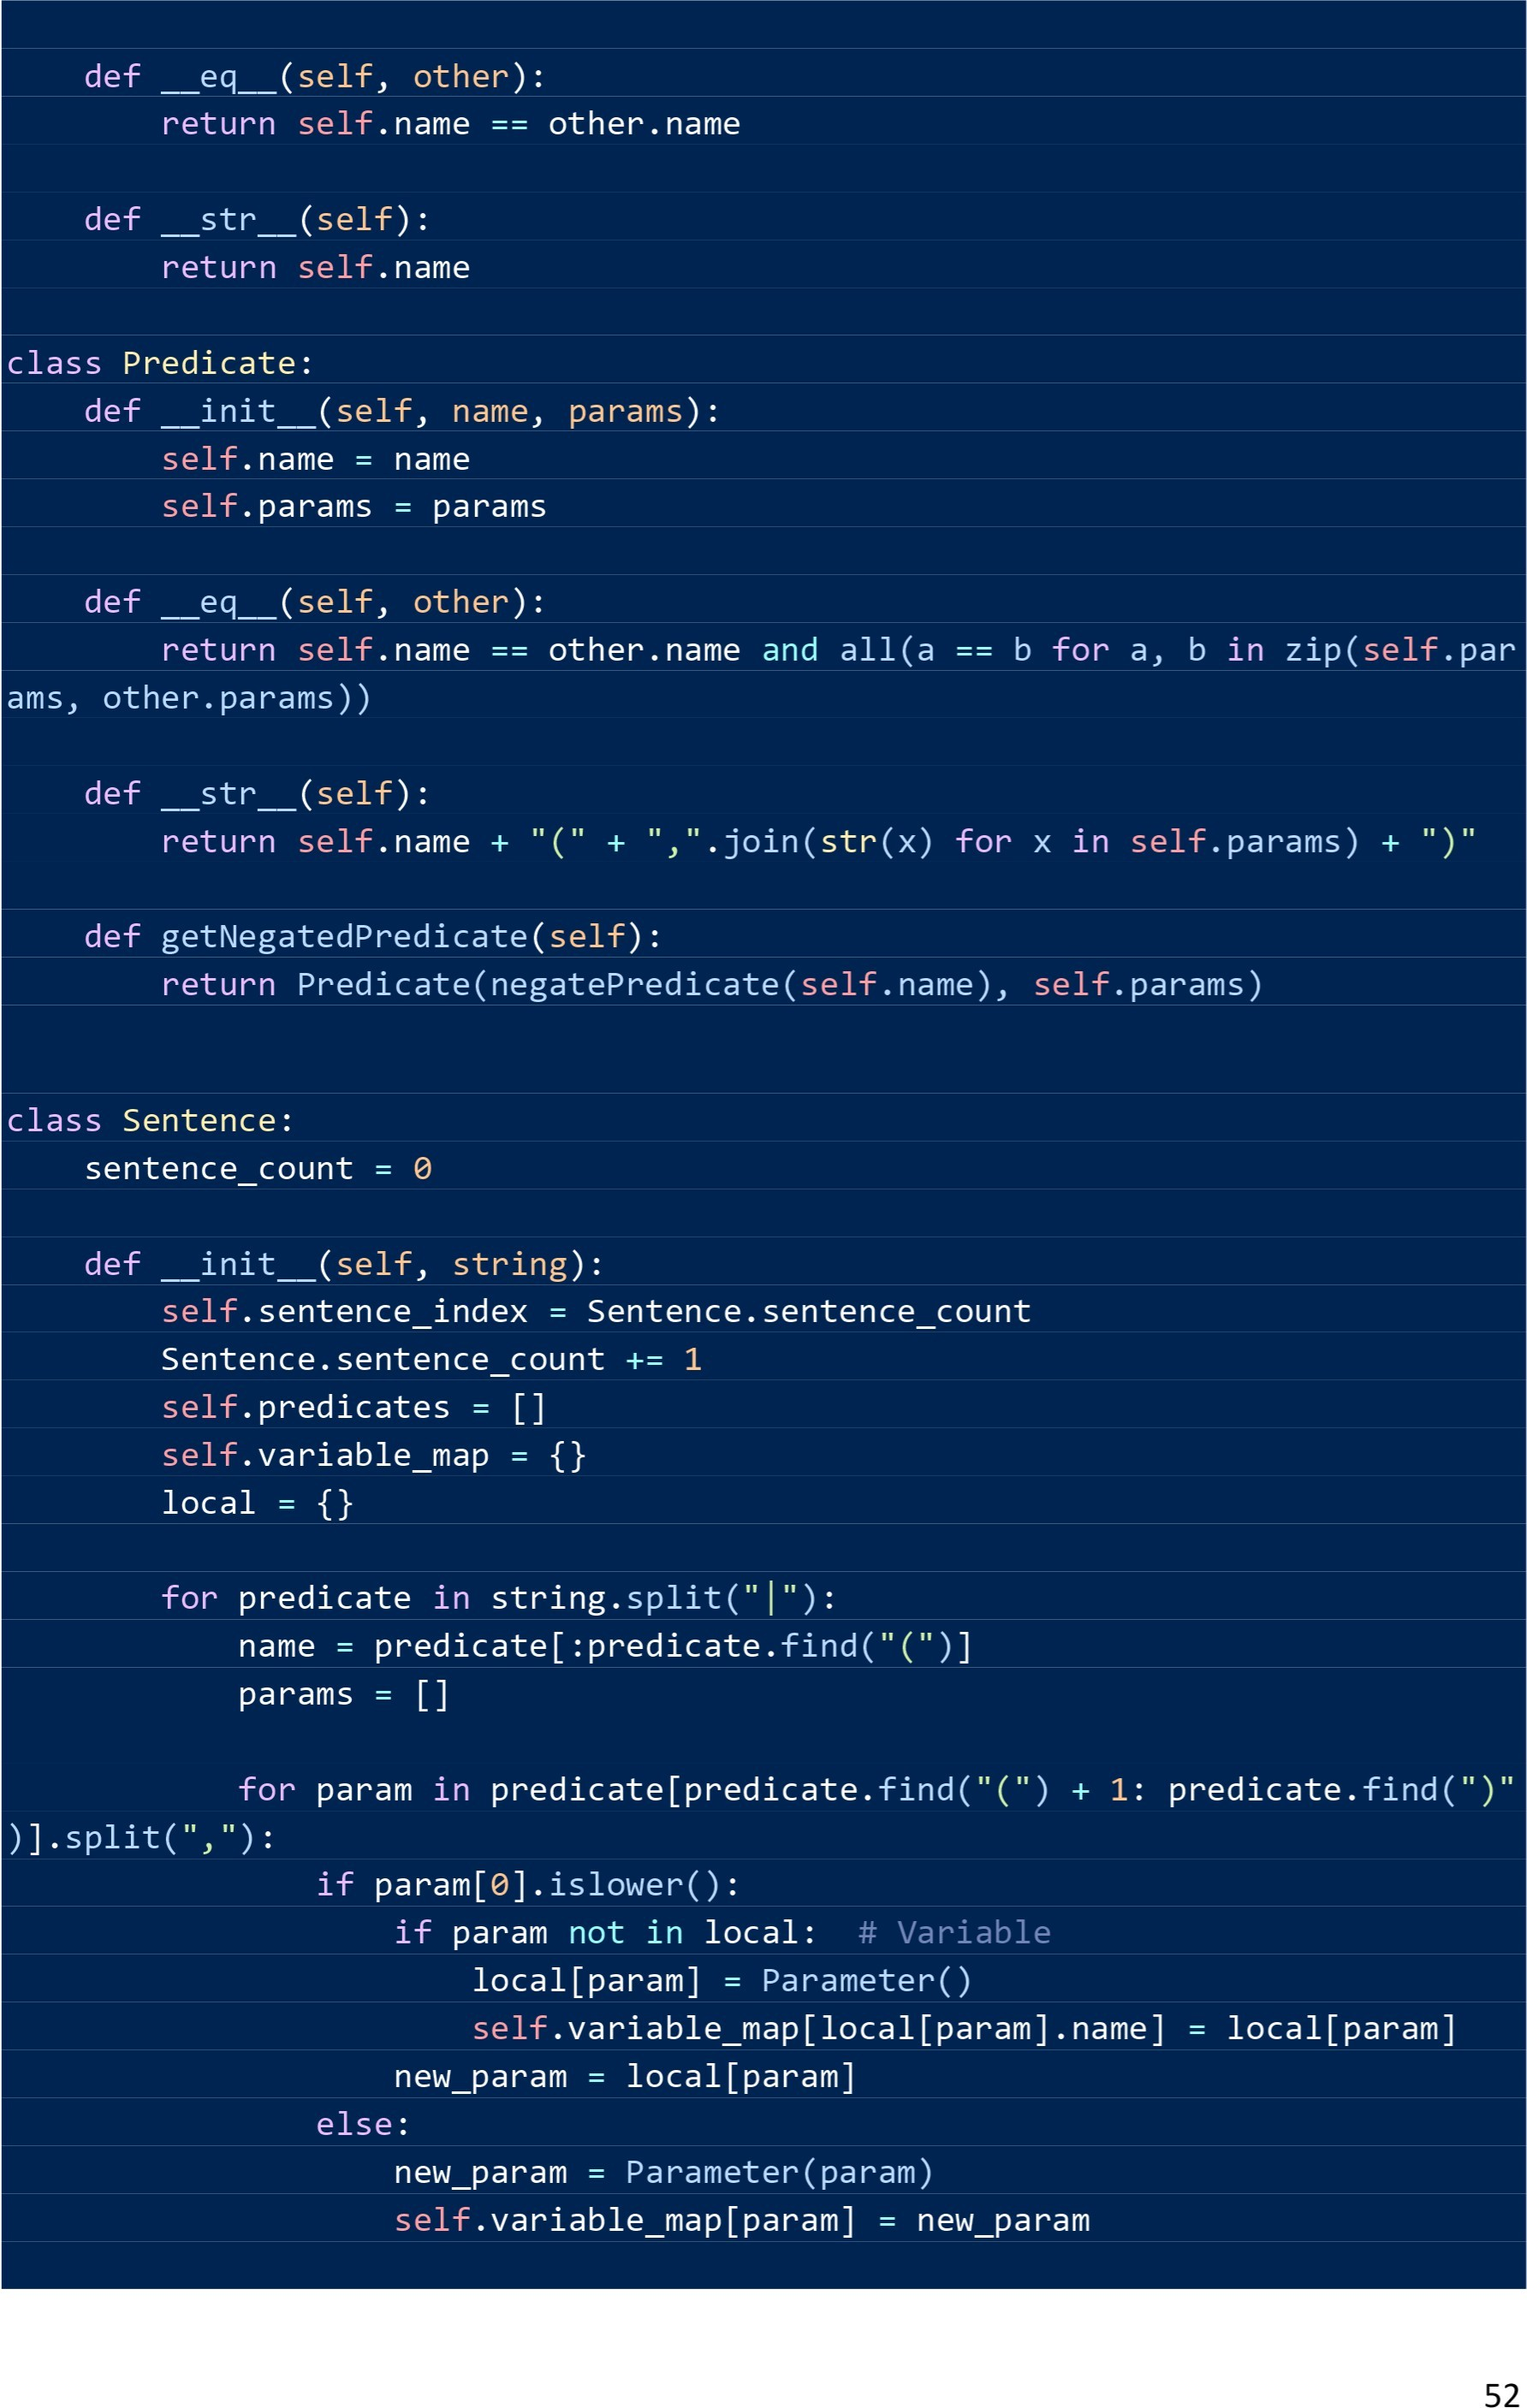 def __eq__(self, other):
        return self.name == other.name
    def __str__(self):
        return self.name
class Predicate:
    def __init__(self, name, params):
        self.name = name
        self.params = params
    def __eq__(self, other):
        return self.name == other.name and all(a == b for a, b in zip(self.par
ams, other.params))
    def __str__(self):
        return self.name + "(" + ",".join(str(x) for x in self.params) + ")"
    def getNegatedPredicate(self):
        return Predicate(negatePredicate(self.name), self.params)
class Sentence:
    sentence_count = 0
    def __init__(self, string):
        self.sentence_index = Sentence.sentence_count
        Sentence.sentence_count += 1
        self.predicates = []
        self.variable_map = {}
        local = {}
        for predicate in string.split("|"):
            name = predicate[:predicate.find("(")]
            params = []
            for param in predicate[predicate.find("(") + 1: predicate.find(")"
)].split(","):
                if param[0].islower():
                    if param not in local:  # Variable
                        local[param] = Parameter()
                        self.variable_map[local[param].name] = local[param]
                    new_param = local[param]
                else:
                    new_param = Parameter(param)
                    self.variable_map[param] = new_param
52